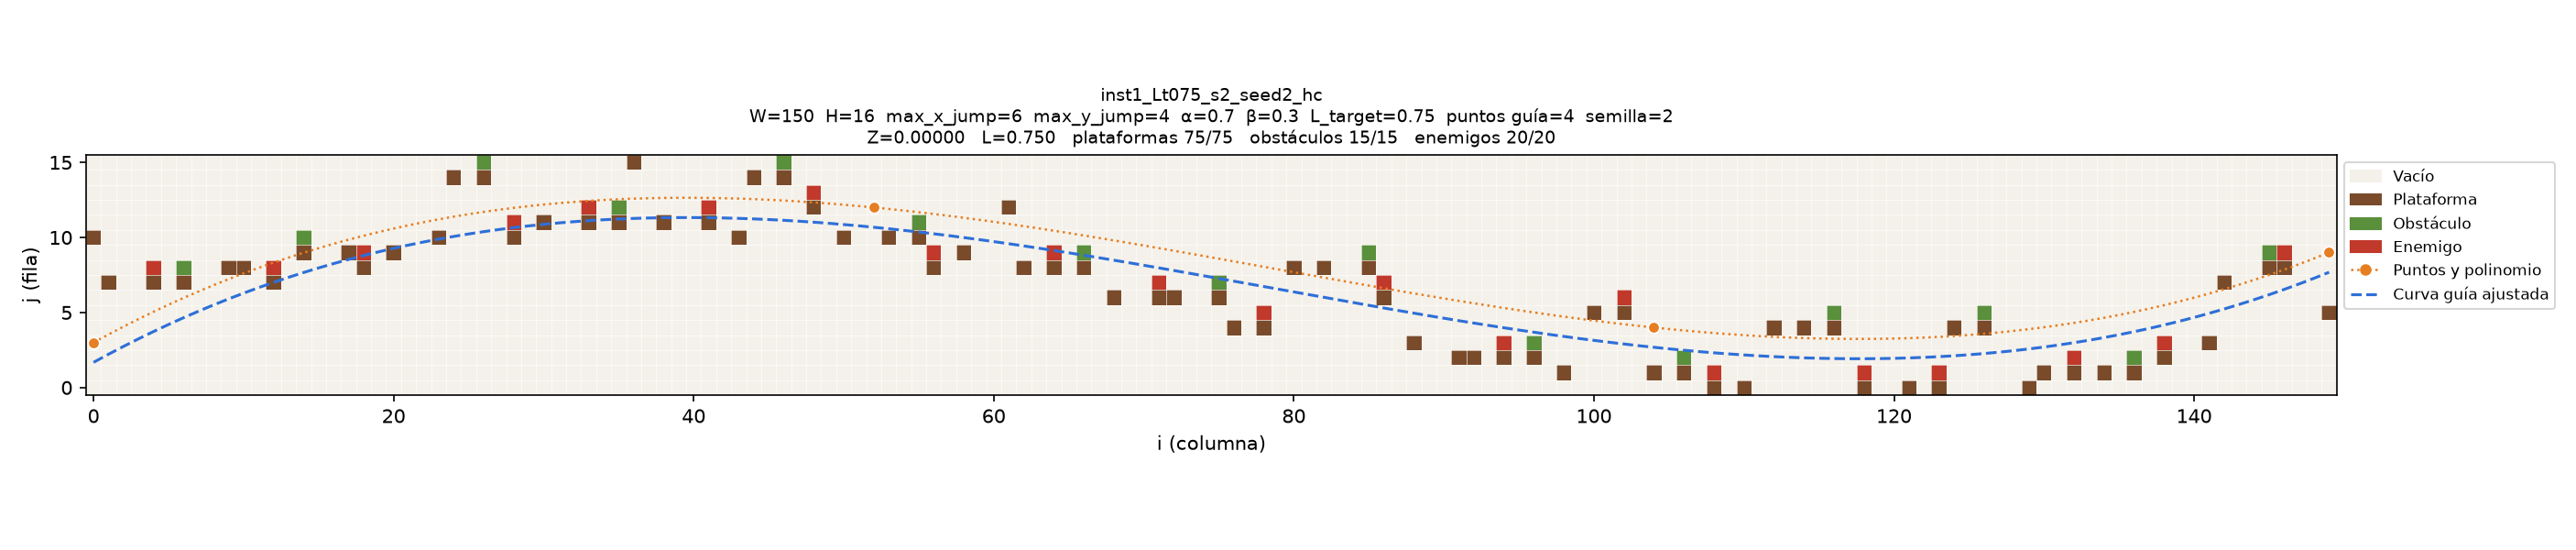 inst1_Lt075_s2_seed2_hc
W=150  H=16  max_x_jump=6  max_y_jump=4  α=0.7  β=0.3  L_target=0.75  puntos guía=4  semilla=2
Z=0.00000   L=0.750   plataformas 75/75   obstáculos 15/15   enemigos 20/20
15
10
5
0
j (fila)
0 20 40 60 80 100 120 140
i (columna)
Vacío
Plataforma
Obstáculo
Enemigo
Puntos y polinomio
Curva guía ajustada